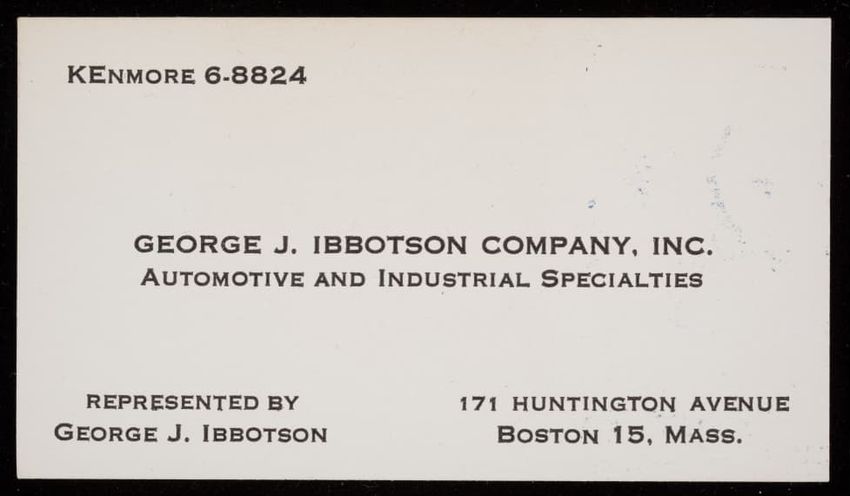 KENMORE 6-8824
GEORGE J. IBBOTSON COMPANY, INC.
AUTOMOTIVE AND INDUSTRIAL SPECIALTIES
REPRESENTED BY
GEORGE J. IBBOTSON
171 HUNTINGTON AVENUE
BOSTON 15, MASS.